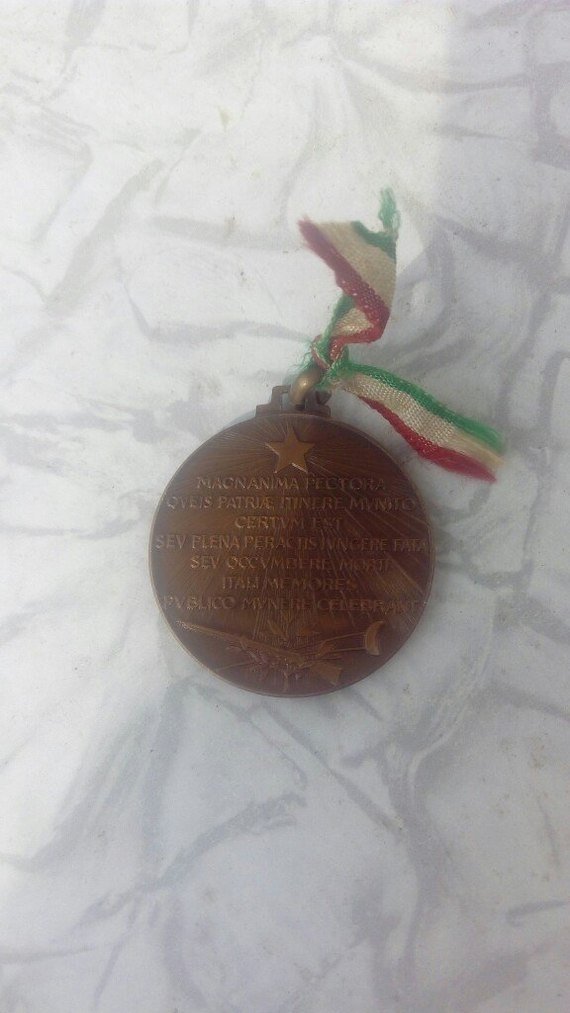 MAGNANIMA PECTORA
QVEIS PATRIÆ ITINERE MVNITO
CERTVM EST
SEV PLENA PERACTIS IVNGERE FATA
SEV OCCVMBERE MORTI
ITALI MEMORES
PVBLICO MVNERE CELEBRANT